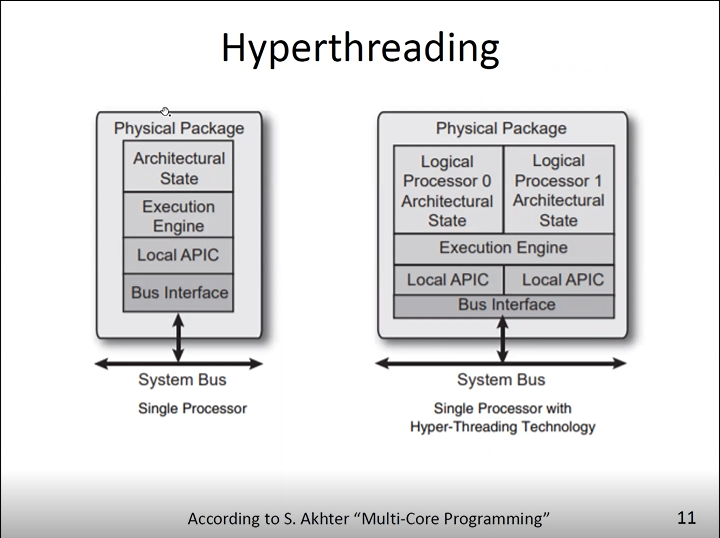 Hyperthreading
Physical Package
Architectural
State
Execution
Engine
Local APIC
Bus Interface
System Bus
Single Processor
Physical Package
Logical
Processor 0
Architectural
State
Logical
Processor 1
Architectural
State
Execution Engine
Local APIC
Local APIC
Bus Interface
System Bus
Single Processor with
Hyper-Threading Technology
According to S. Akhter “Multi-Core Programming”
11